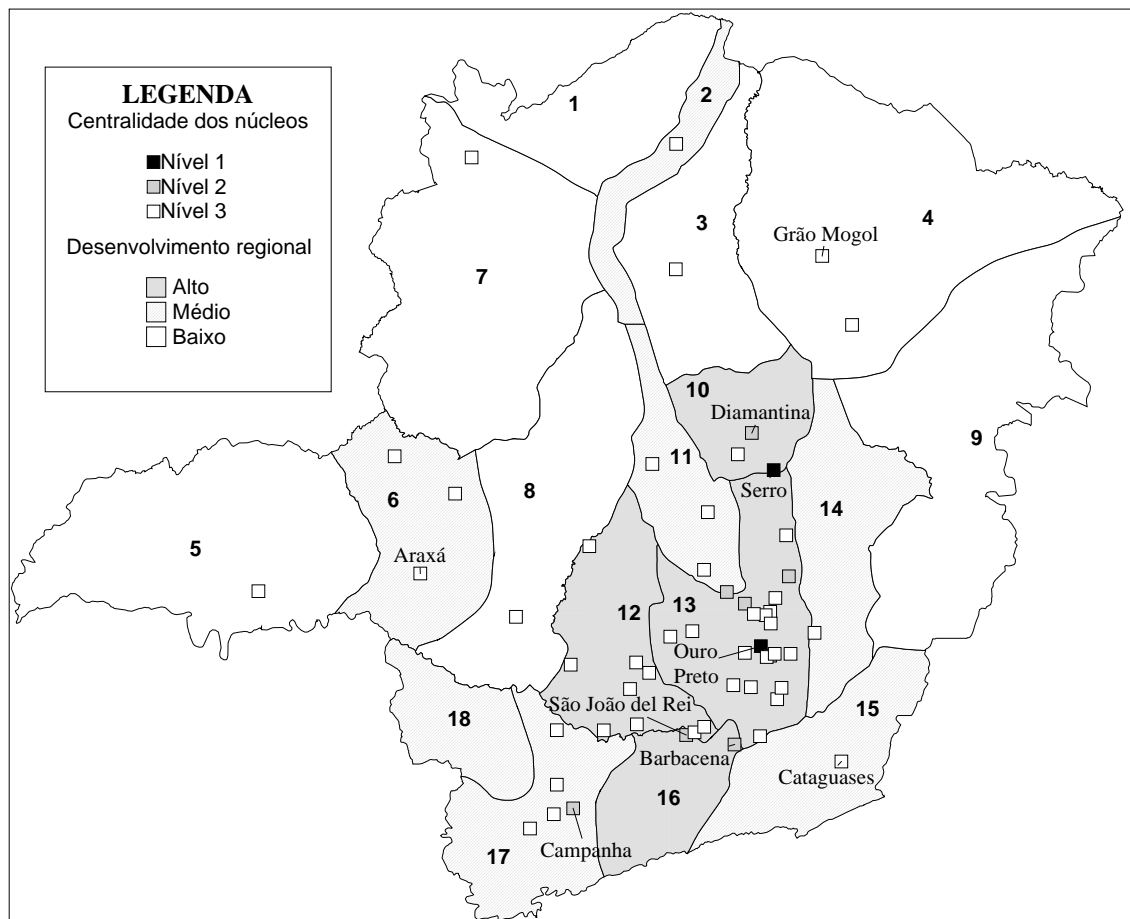 LEGENDA
Centralidade dos núcleos
Nível 1
Nível 2
Nível 3
Desenvolvimento regional
Alto
Médio
Baixo
1
2
3
4
Grão Mogol
7
10
Diamantina
9
11
8
6
Serro
14
5
Araxá
12
13
Ouro
Preto
São João del Rei
18
15
Barbacena
Cataguases
16
17
Campanha